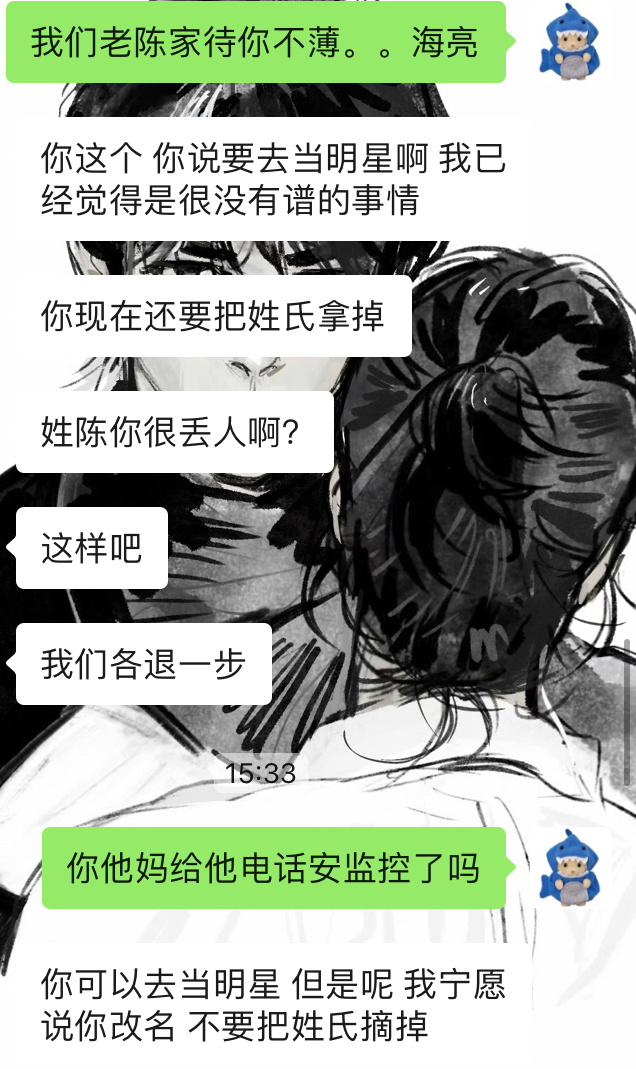 我们老陈家待你不薄。。海亮
你这个 你说要去当明星啊 我已
经觉得是很没有谱的事情
你现在还要把姓氏拿掉
姓陈你很丢人啊?
这样吧
我们各退一步
15:33
你他妈给他电话安监控了吗
你可以去当明星 但是呢 我宁愿
说你改名 不要把姓氏摘掉